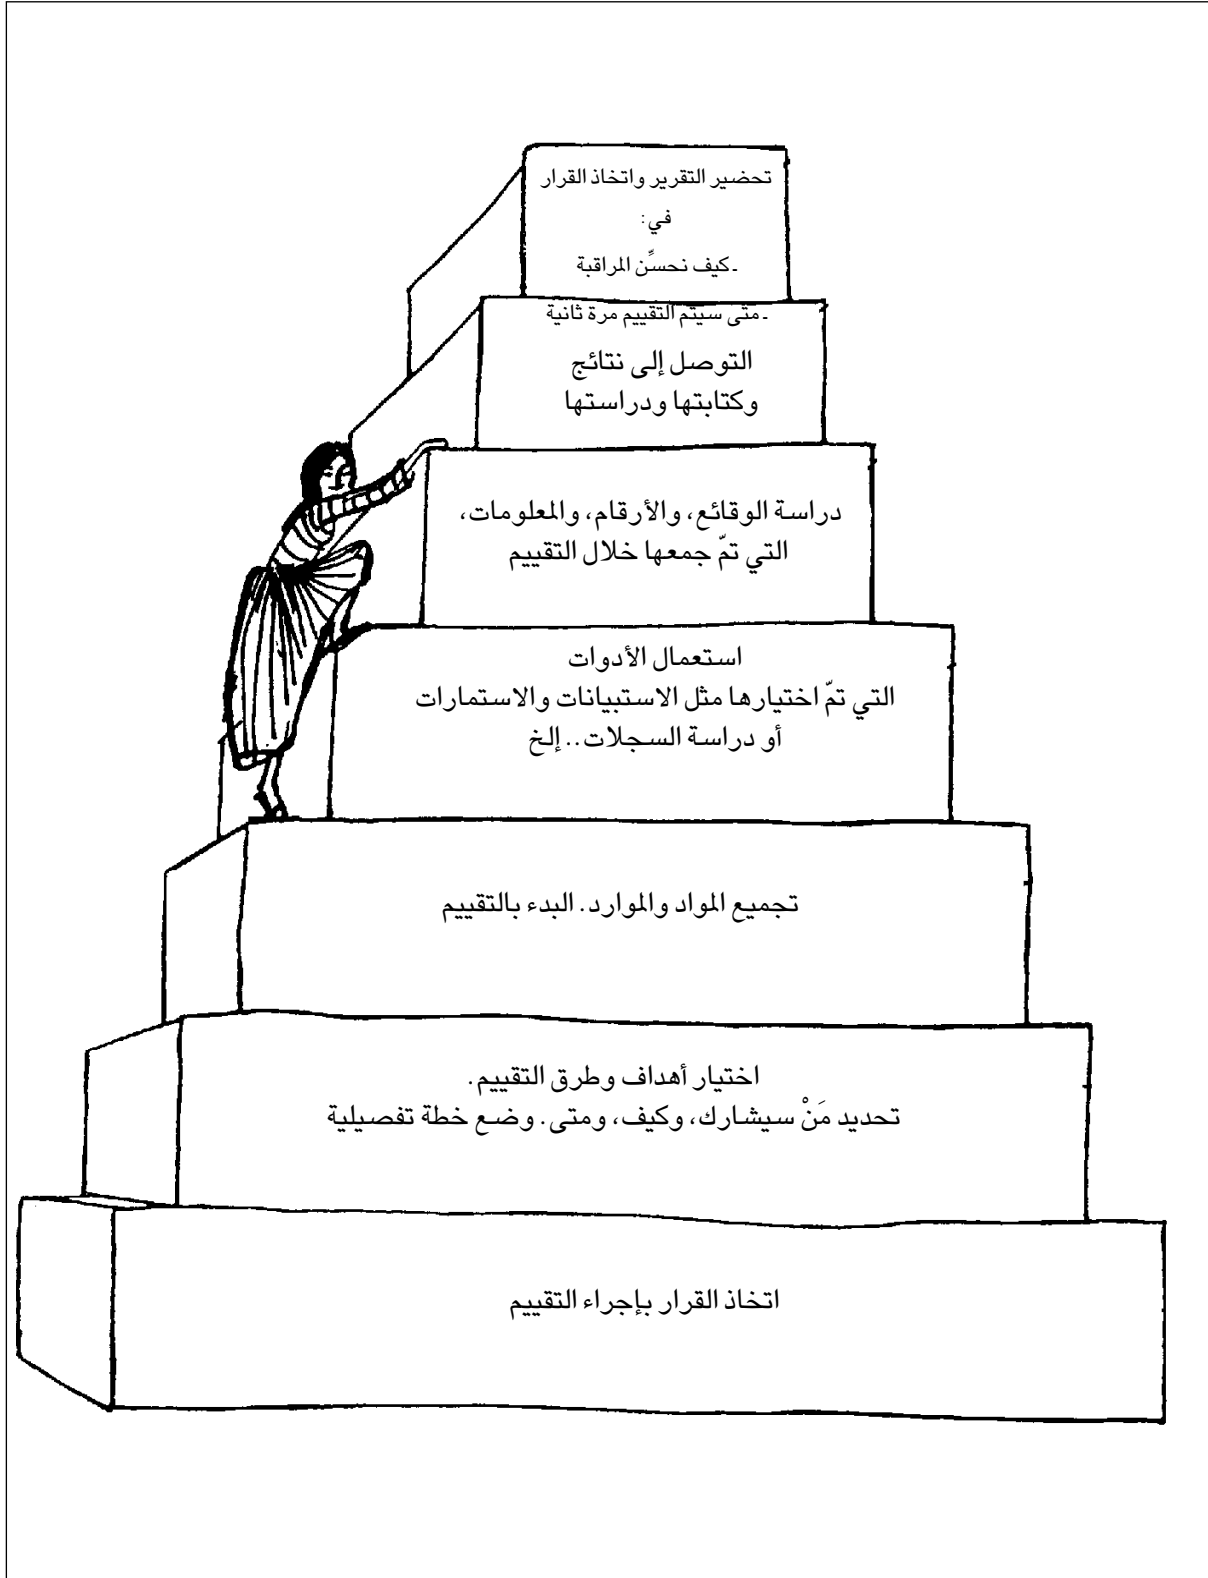 تحضير التقرير واتخاذ القرار
في:
ـ كيف نحسِّن المراقبة
ـ متى سيتم التقييم مرة ثانية
التوصل إلى نتائج
وكتابتها ودراستها
دراسة الوقائع، والأرقام، والمعلومات،
التي تمّ جمعها خلال التقييم
استعمال الأدوات
التي تمّ اختيارها مثل الاستبيانات والاستمارات
أو دراسة السجلات.. إلخ
تجميع المواد والموارد. البدء بالتقييم
اختيار أهداف وطرق التقييم.
تحديد مَنْ سيشارك، وكيف، ومتى. وضع خطة تفصيلية
اتخاذ القرار بإجراء التقييم